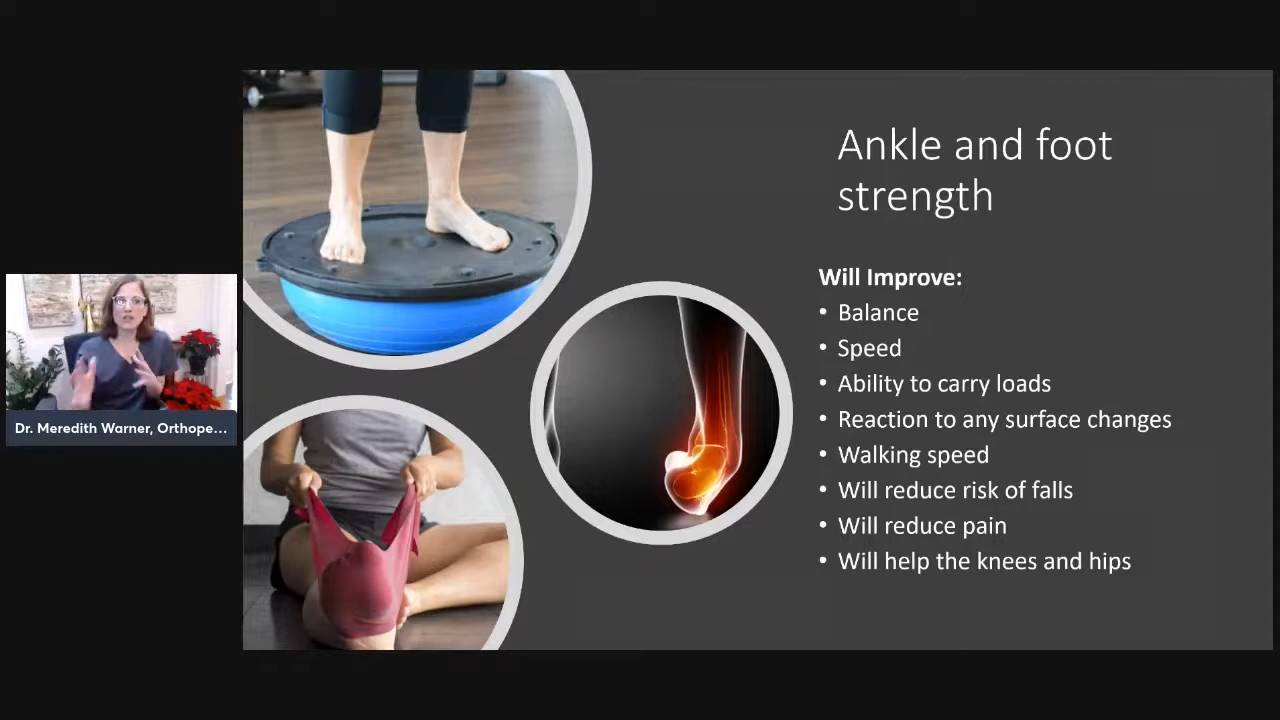 Ankle and foot
strength
Will Improve:
• Balance
• Speed
• Ability to carry loads
• Reaction to any surface changes
• Walking speed
• Will reduce risk of falls
• Will reduce pain
• Will help the knees and hips
Dr. Meredith Warner, Orthope...